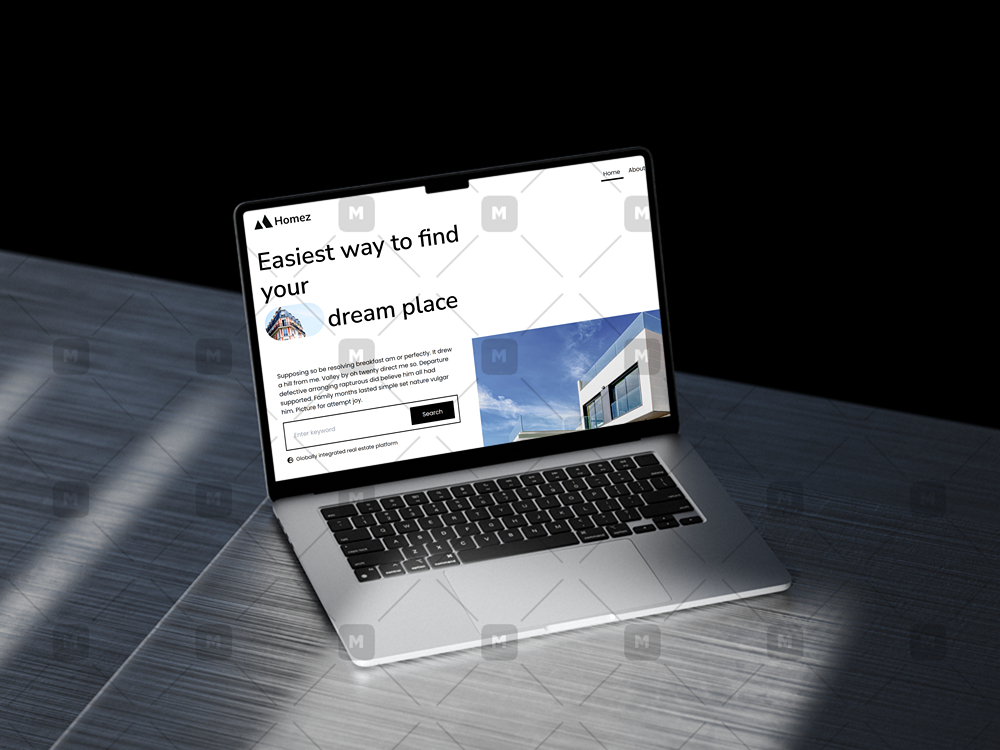 Homez
Home About
Easiest way to find
your
dream place
Supposing so be resolving breakfast am or perfectly. It drew
a hill from me. Valley by oh twenty direct me so. Departure
defective arranging rapturous did believe him all had
supported. Family months lasted simple set nature vulgar
him. Picture for attempt joy.
Enter keyword
Search
Globally integrated real estate platform